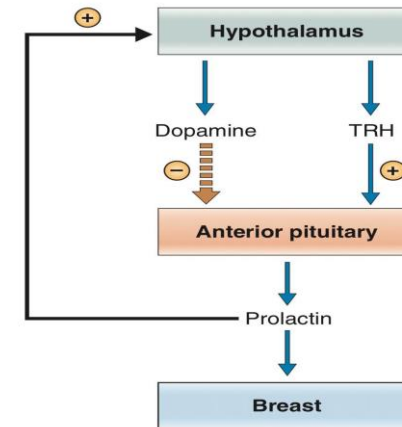 +
Hypothalamus
Dopamine TRH
− +
Anterior pituitary
Prolactin
Breast